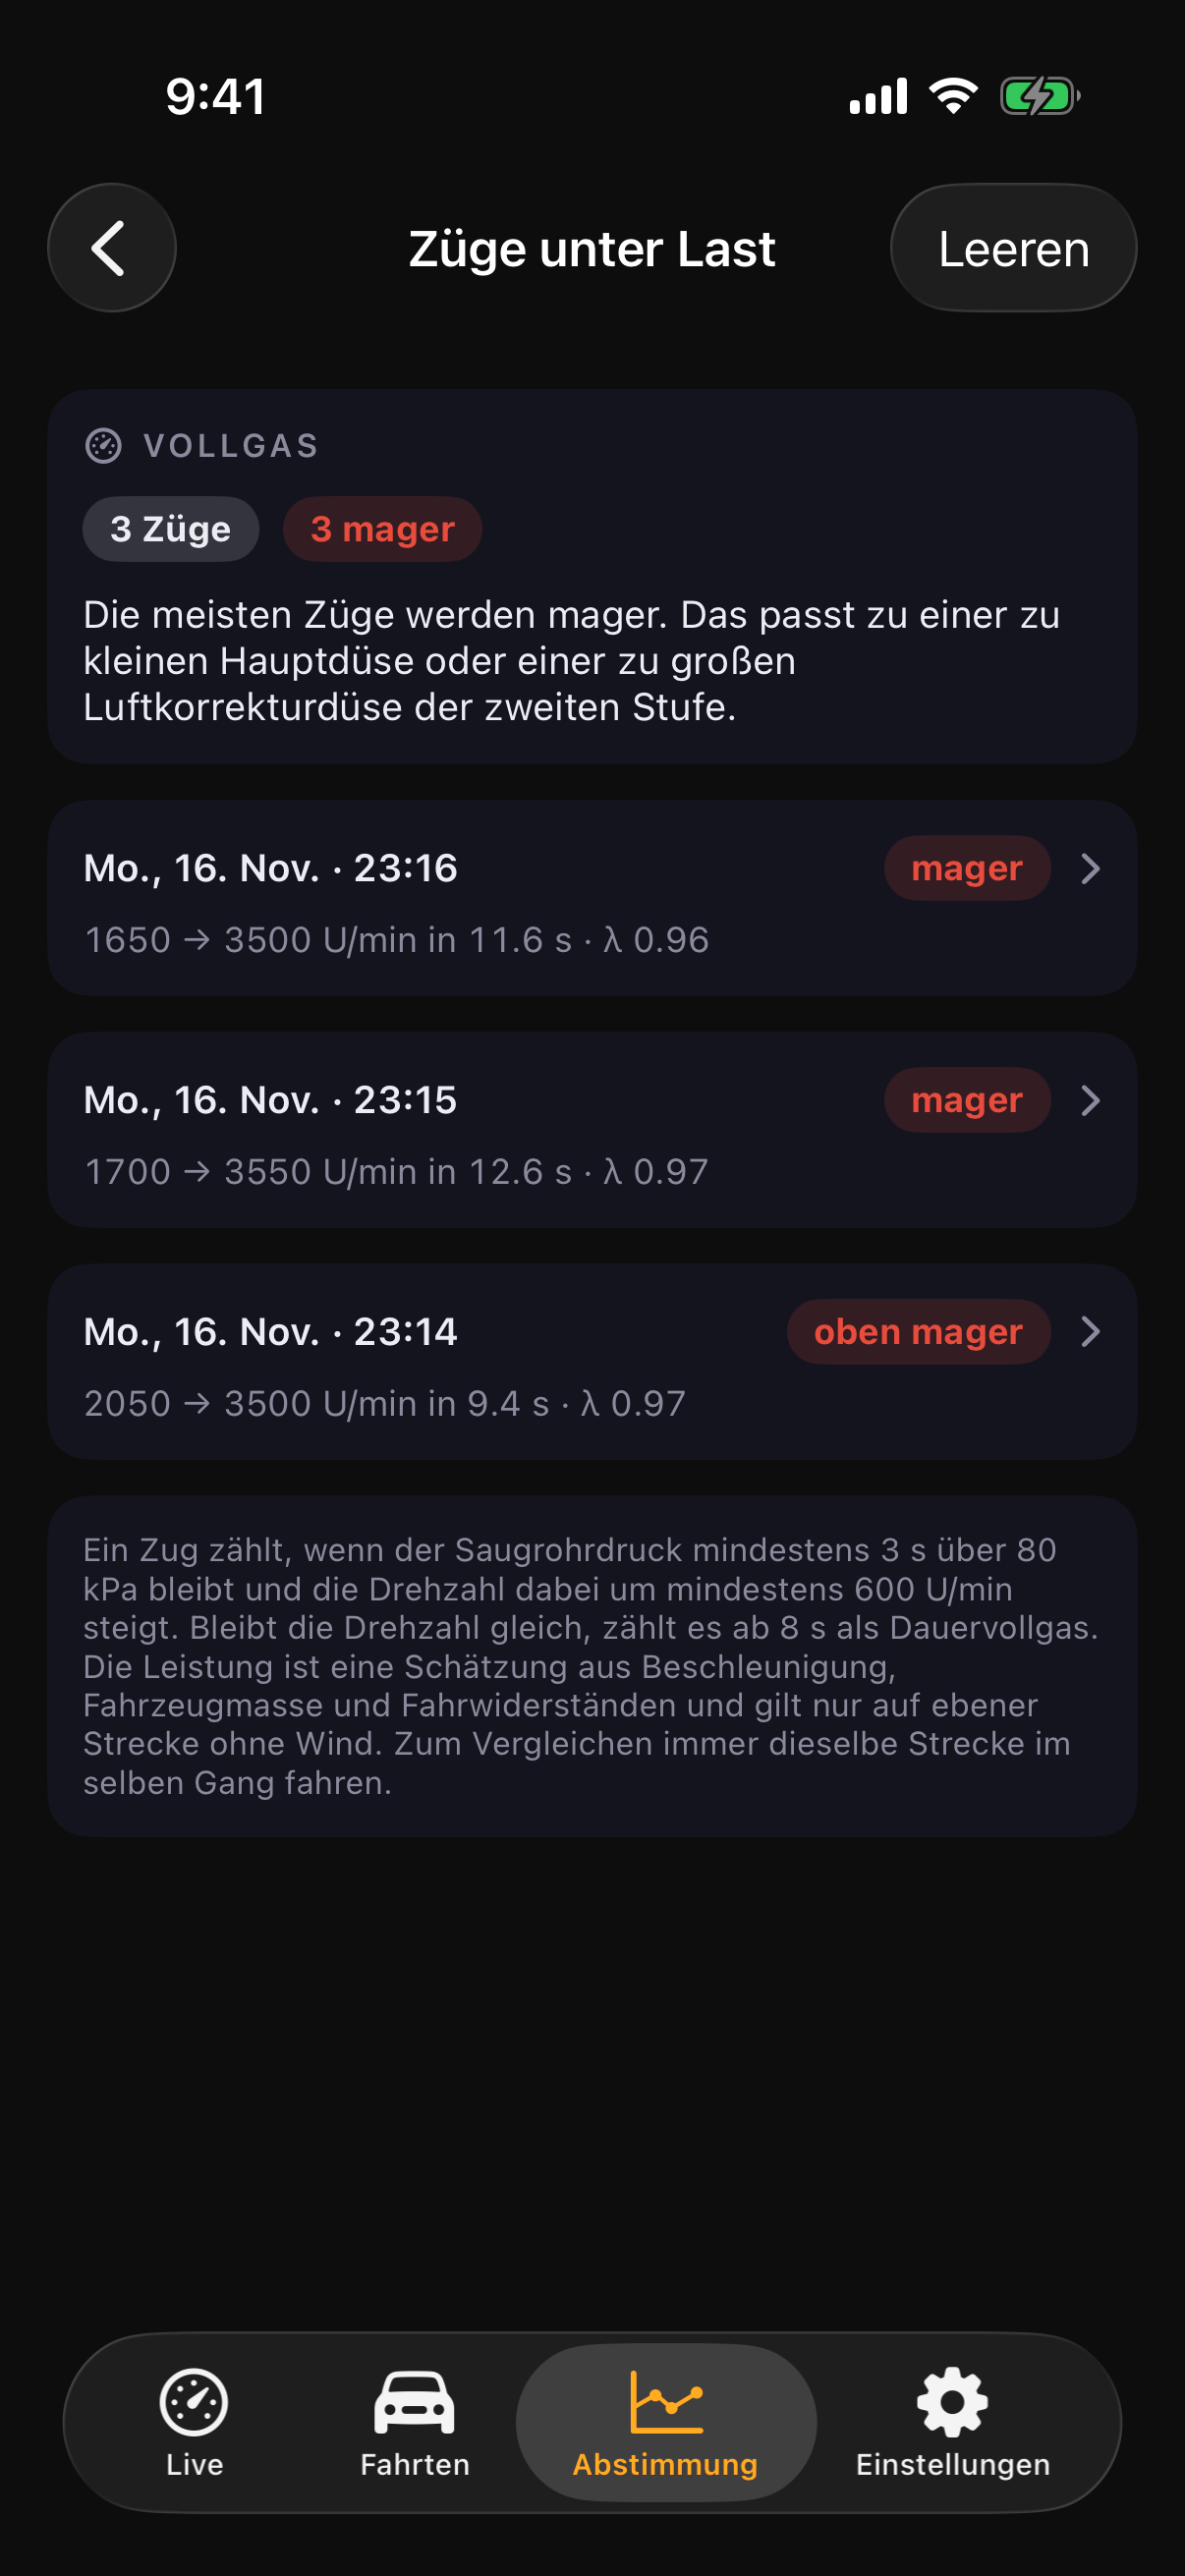 9:41
Züge unter Last
Leeren
VOLLGAS
3 Züge
3 mager
Die meisten Züge werden mager. Das passt zu einer zu
kleinen Hauptdüse oder einer zu großen
Luftkorrekturdüse der zweiten Stufe.
Mo., 16. Nov. · 23:16
mager
1650 → 3500 U/min in 11.6 s · λ 0.96
Mo., 16. Nov. · 23:15
mager
1700 → 3550 U/min in 12.6 s · λ 0.97
Mo., 16. Nov. · 23:14
oben mager
2050 → 3500 U/min in 9.4 s · λ 0.97
Ein Zug zählt, wenn der Saugrohrdruck mindestens 3 s über 80
kPa bleibt und die Drehzahl dabei um mindestens 600 U/min
steigt. Bleibt die Drehzahl gleich, zählt es ab 8 s als Dauervollgas.
Die Leistung ist eine Schätzung aus Beschleunigung,
Fahrzeugmasse und Fahrwiderständen und gilt nur auf ebener
Strecke ohne Wind. Zum Vergleichen immer dieselbe Strecke im
selben Gang fahren.
Live
Fahrten
Abstimmung
Einstellungen